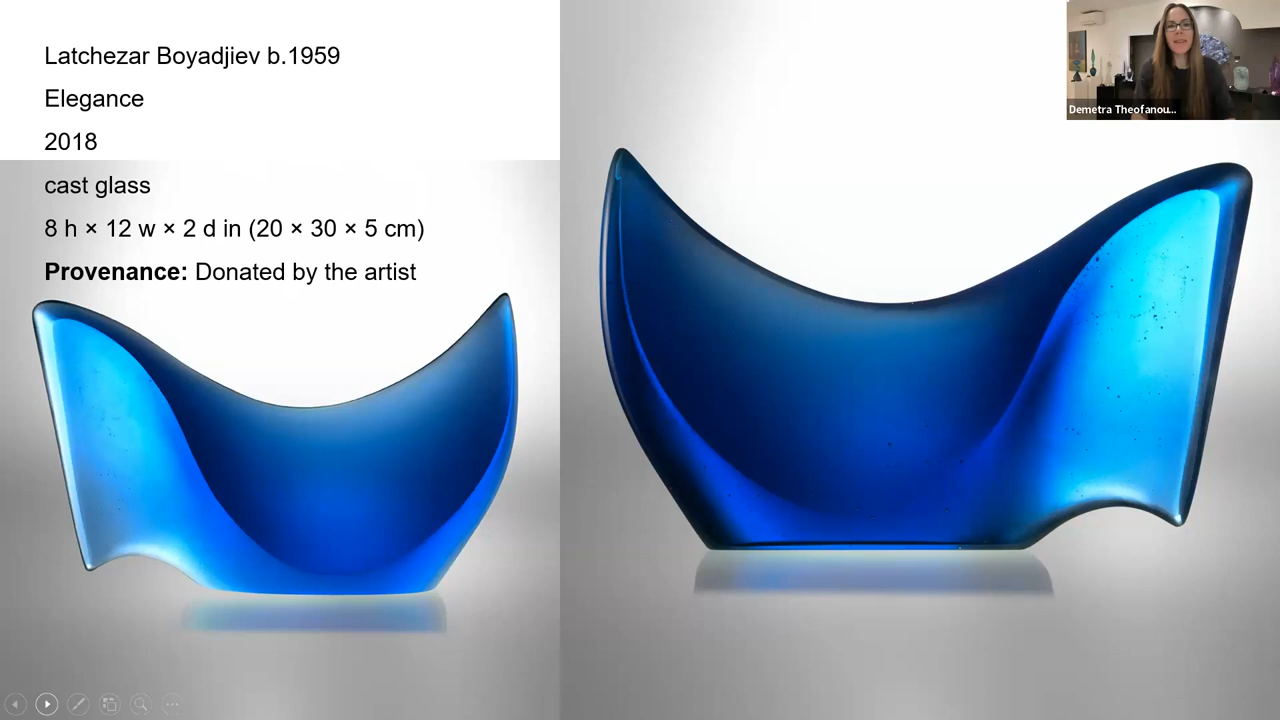 Latchezar Boyadjiev b.1959
Elegance
2018
cast glass
8 h × 12 w × 2 d in (20 × 30 × 5 cm)
Provenance: Donated by the artist
Demetra Theofanou...